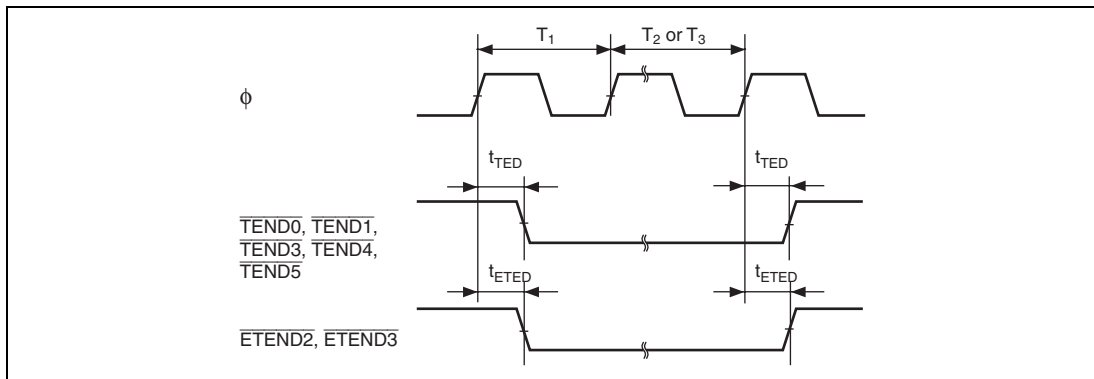 T1
T2 or T3
ϕ
tTED
tTED
TEND0, TEND1,
TEND3, TEND4,
TEND5
tETED
tETED
ETEND2, ETEND3